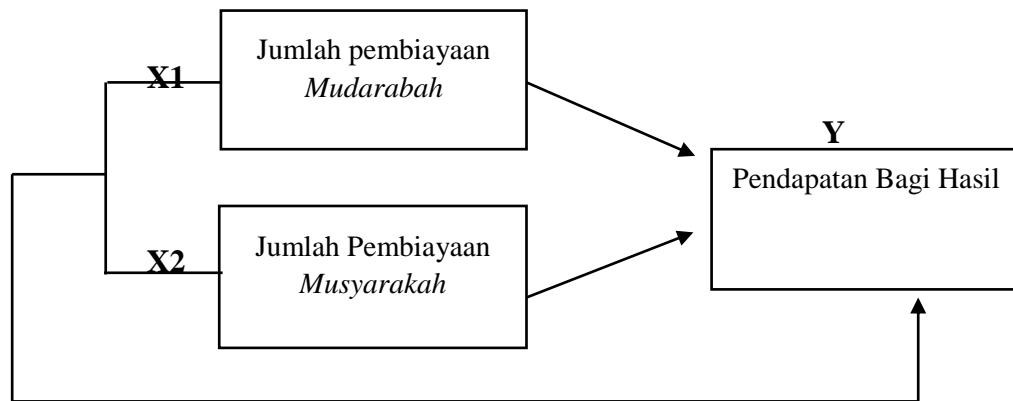 X1
Jumlah pembiayaan
Mudarabah
Y
Pendapatan Bagi Hasil
X2
Jumlah Pembiayaan
Musyarakah